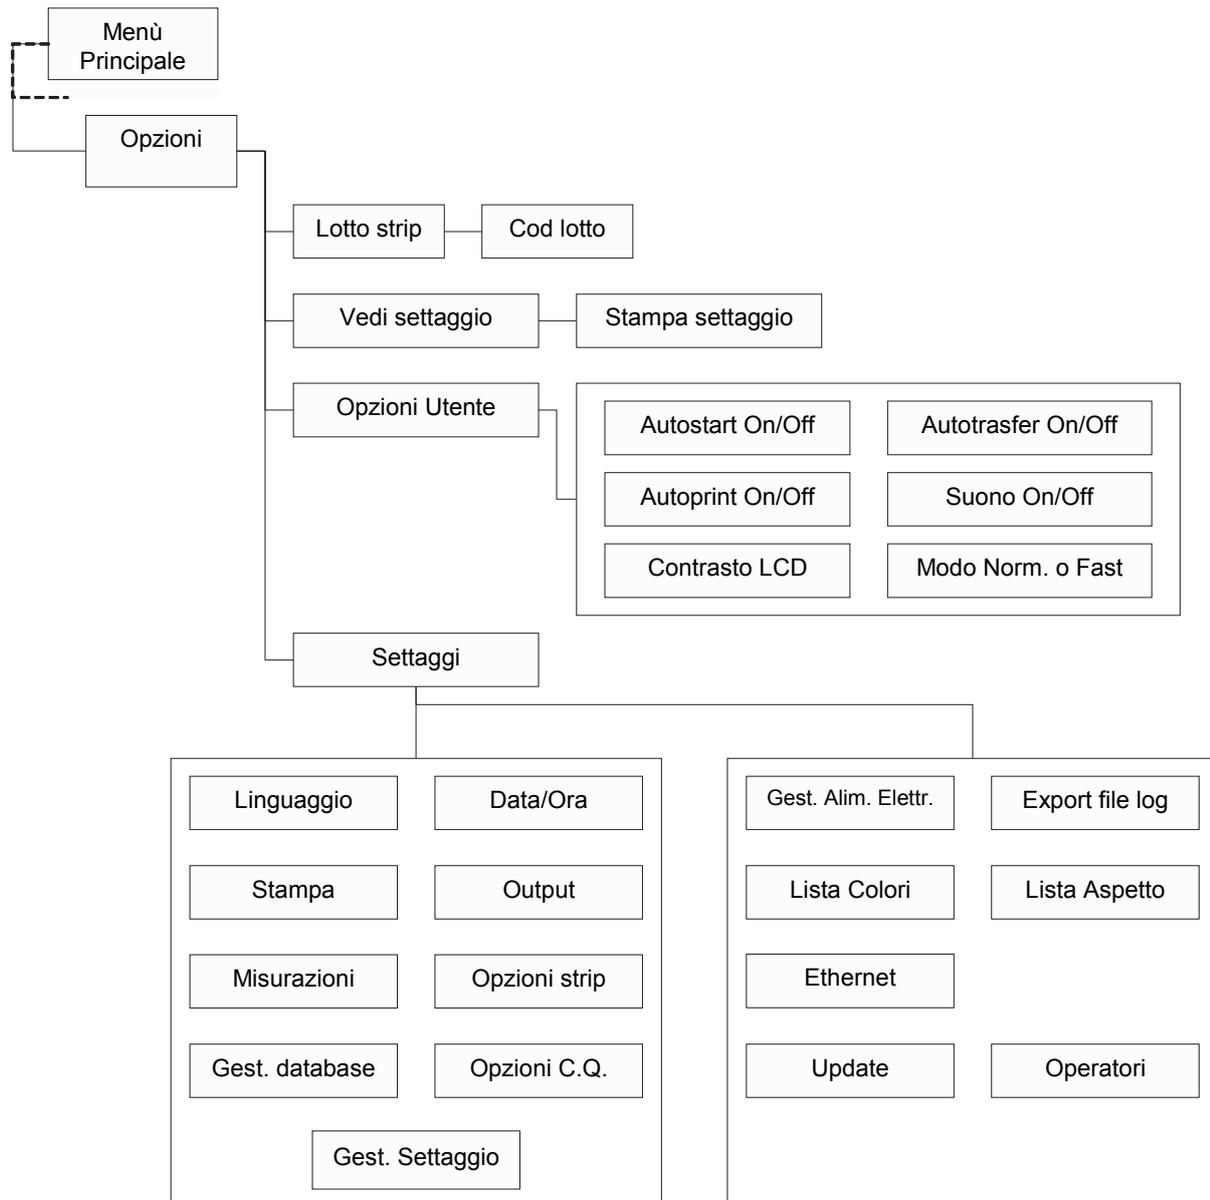 Menù
Principale
Opzioni
Lotto strip
Cod lotto
Vedi settaggio
Stampa settaggio
Opzioni Utente
Autostart On/Off
Autotrasfer On/Off
Autoprint On/Off
Suono On/Off
Contrasto LCD
Modo Norm. o Fast
Settaggi
Linguaggio
Data/Ora
Stampa
Output
Misurazioni
Opzioni strip
Gest. database
Opzioni C.Q.
Gest. Settaggio
Gest. Alim. Elettr.
Export file log
Lista Colori
Lista Aspetto
Ethernet
Update
Operatori